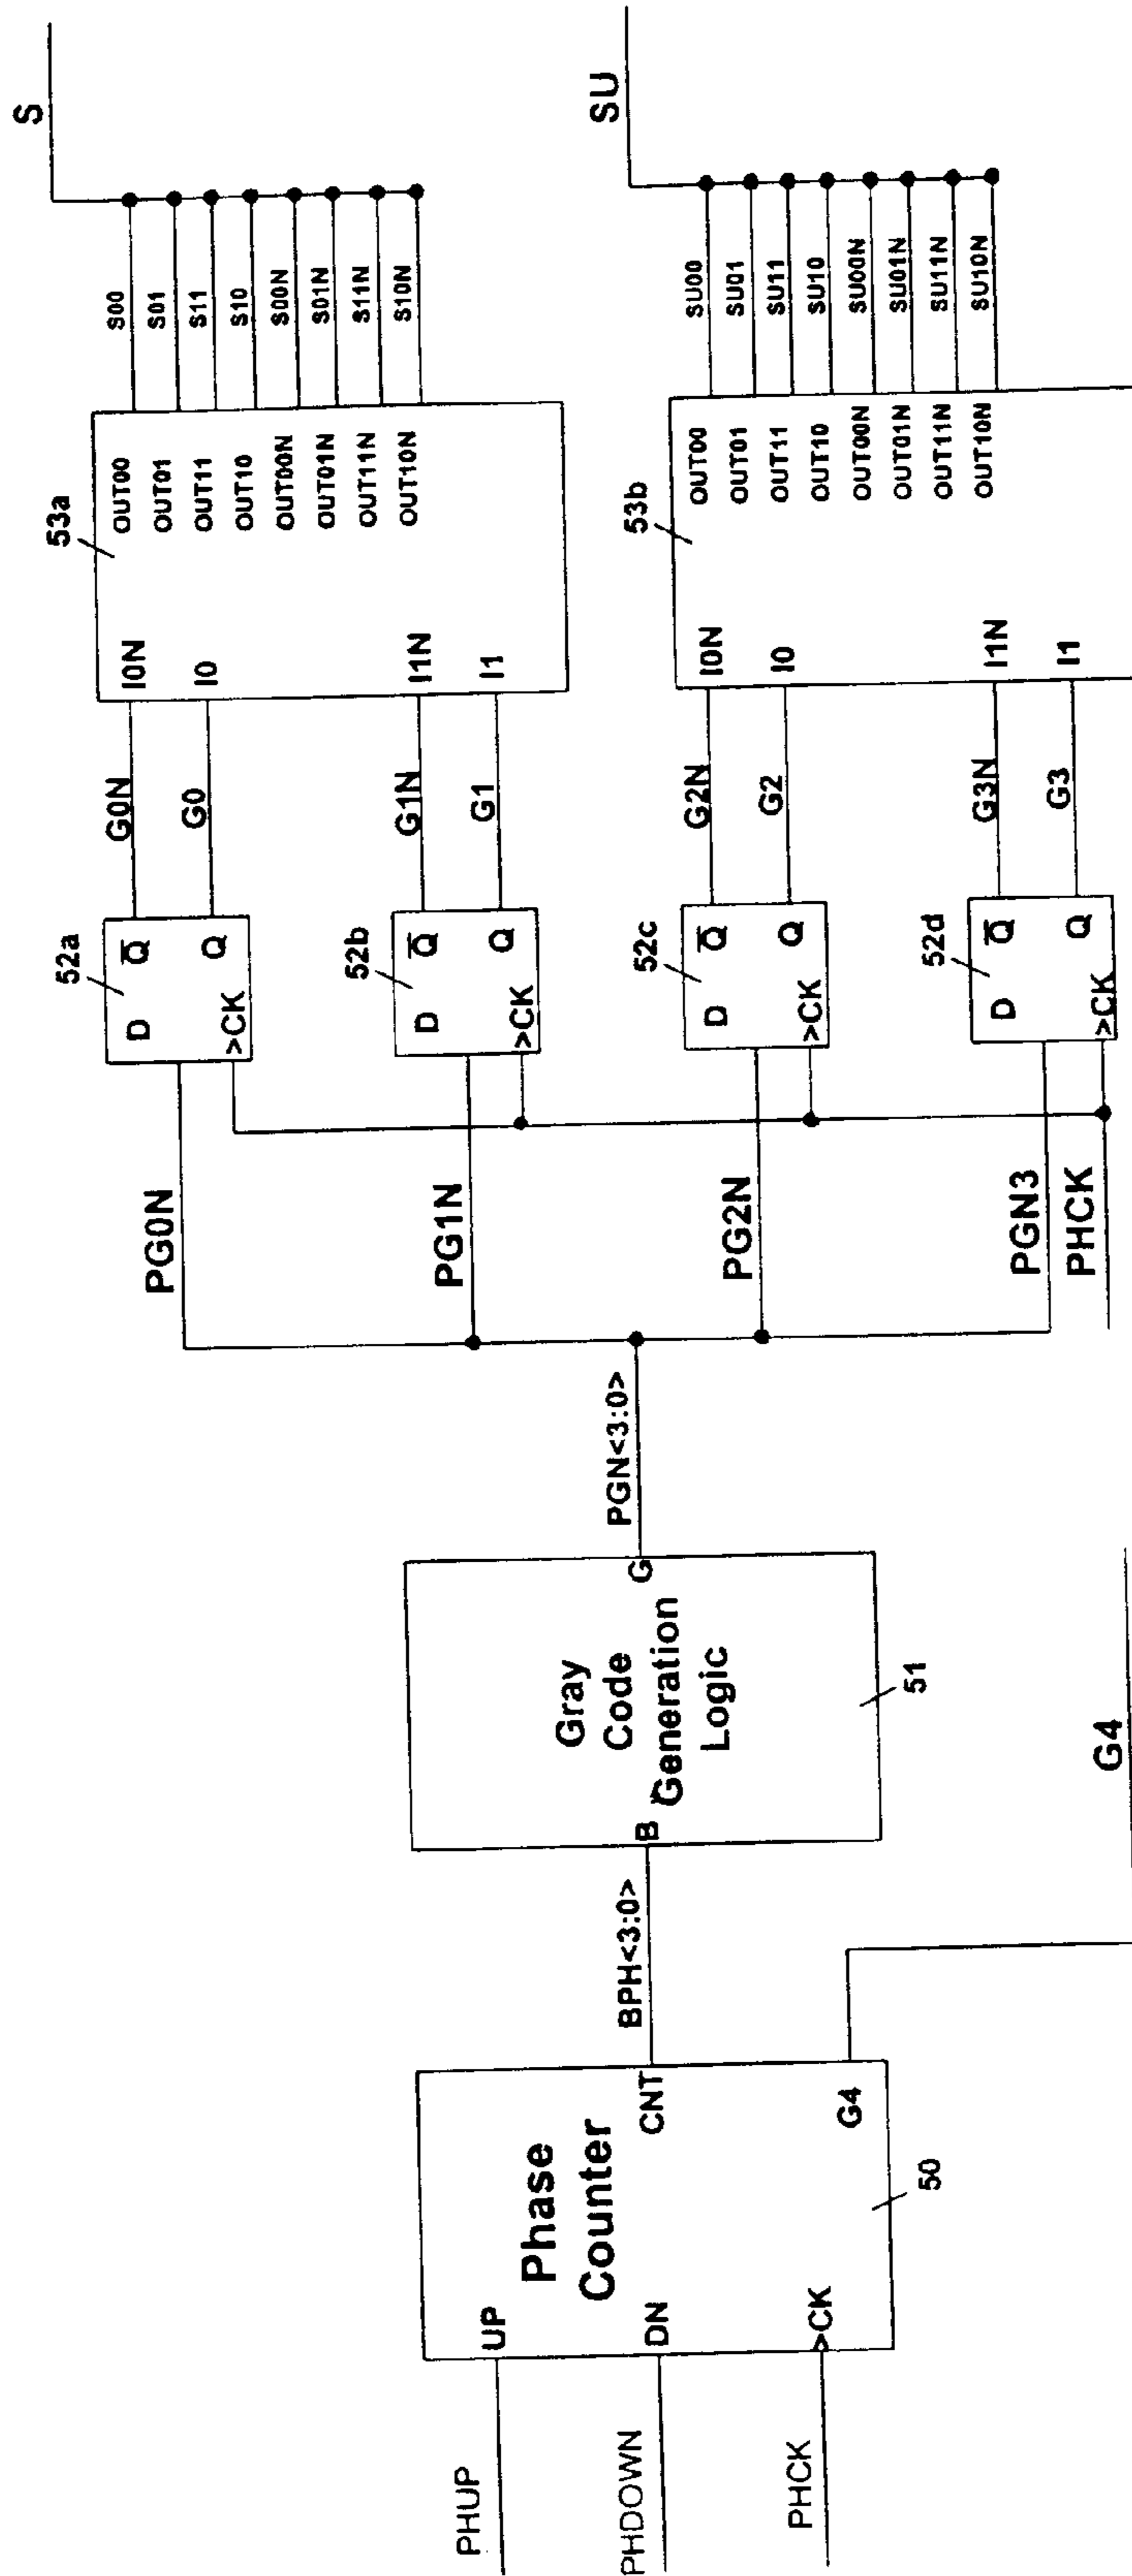 PHUP
PHDOWN
PHCK
UP
DN
>CK
Phase
Counter
CNT
G4
50
BPH<3:0>
G4
B
Gray
Code
Generation
Logic
G
51
PGN<3:0>
PG0N
PG1N
PG2N
PGN3
PHCK
52a
D
Q̅
>CK
Q
52b
D
Q̅
>CK
Q
52c
D
Q̅
>CK
Q
52d
D
Q̅
>CK
Q
G0N
G0
G1N
G1
G2N
G2
G3N
G3
53a
I0N
I0
I1N
I1
OUT00
OUT01
OUT11
OUT10
OUT00N
OUT01N
OUT11N
OUT10N
S00
S01
S11
S10
S00N
S01N
S11N
S10N
S
53b
I0N
I0
I1N
I1
OUT00
OUT01
OUT11
OUT10
OUT00N
OUT01N
OUT11N
OUT10N
SU00
SU01
SU11
SU10
SU00N
SU01N
SU11N
SU10N
SU